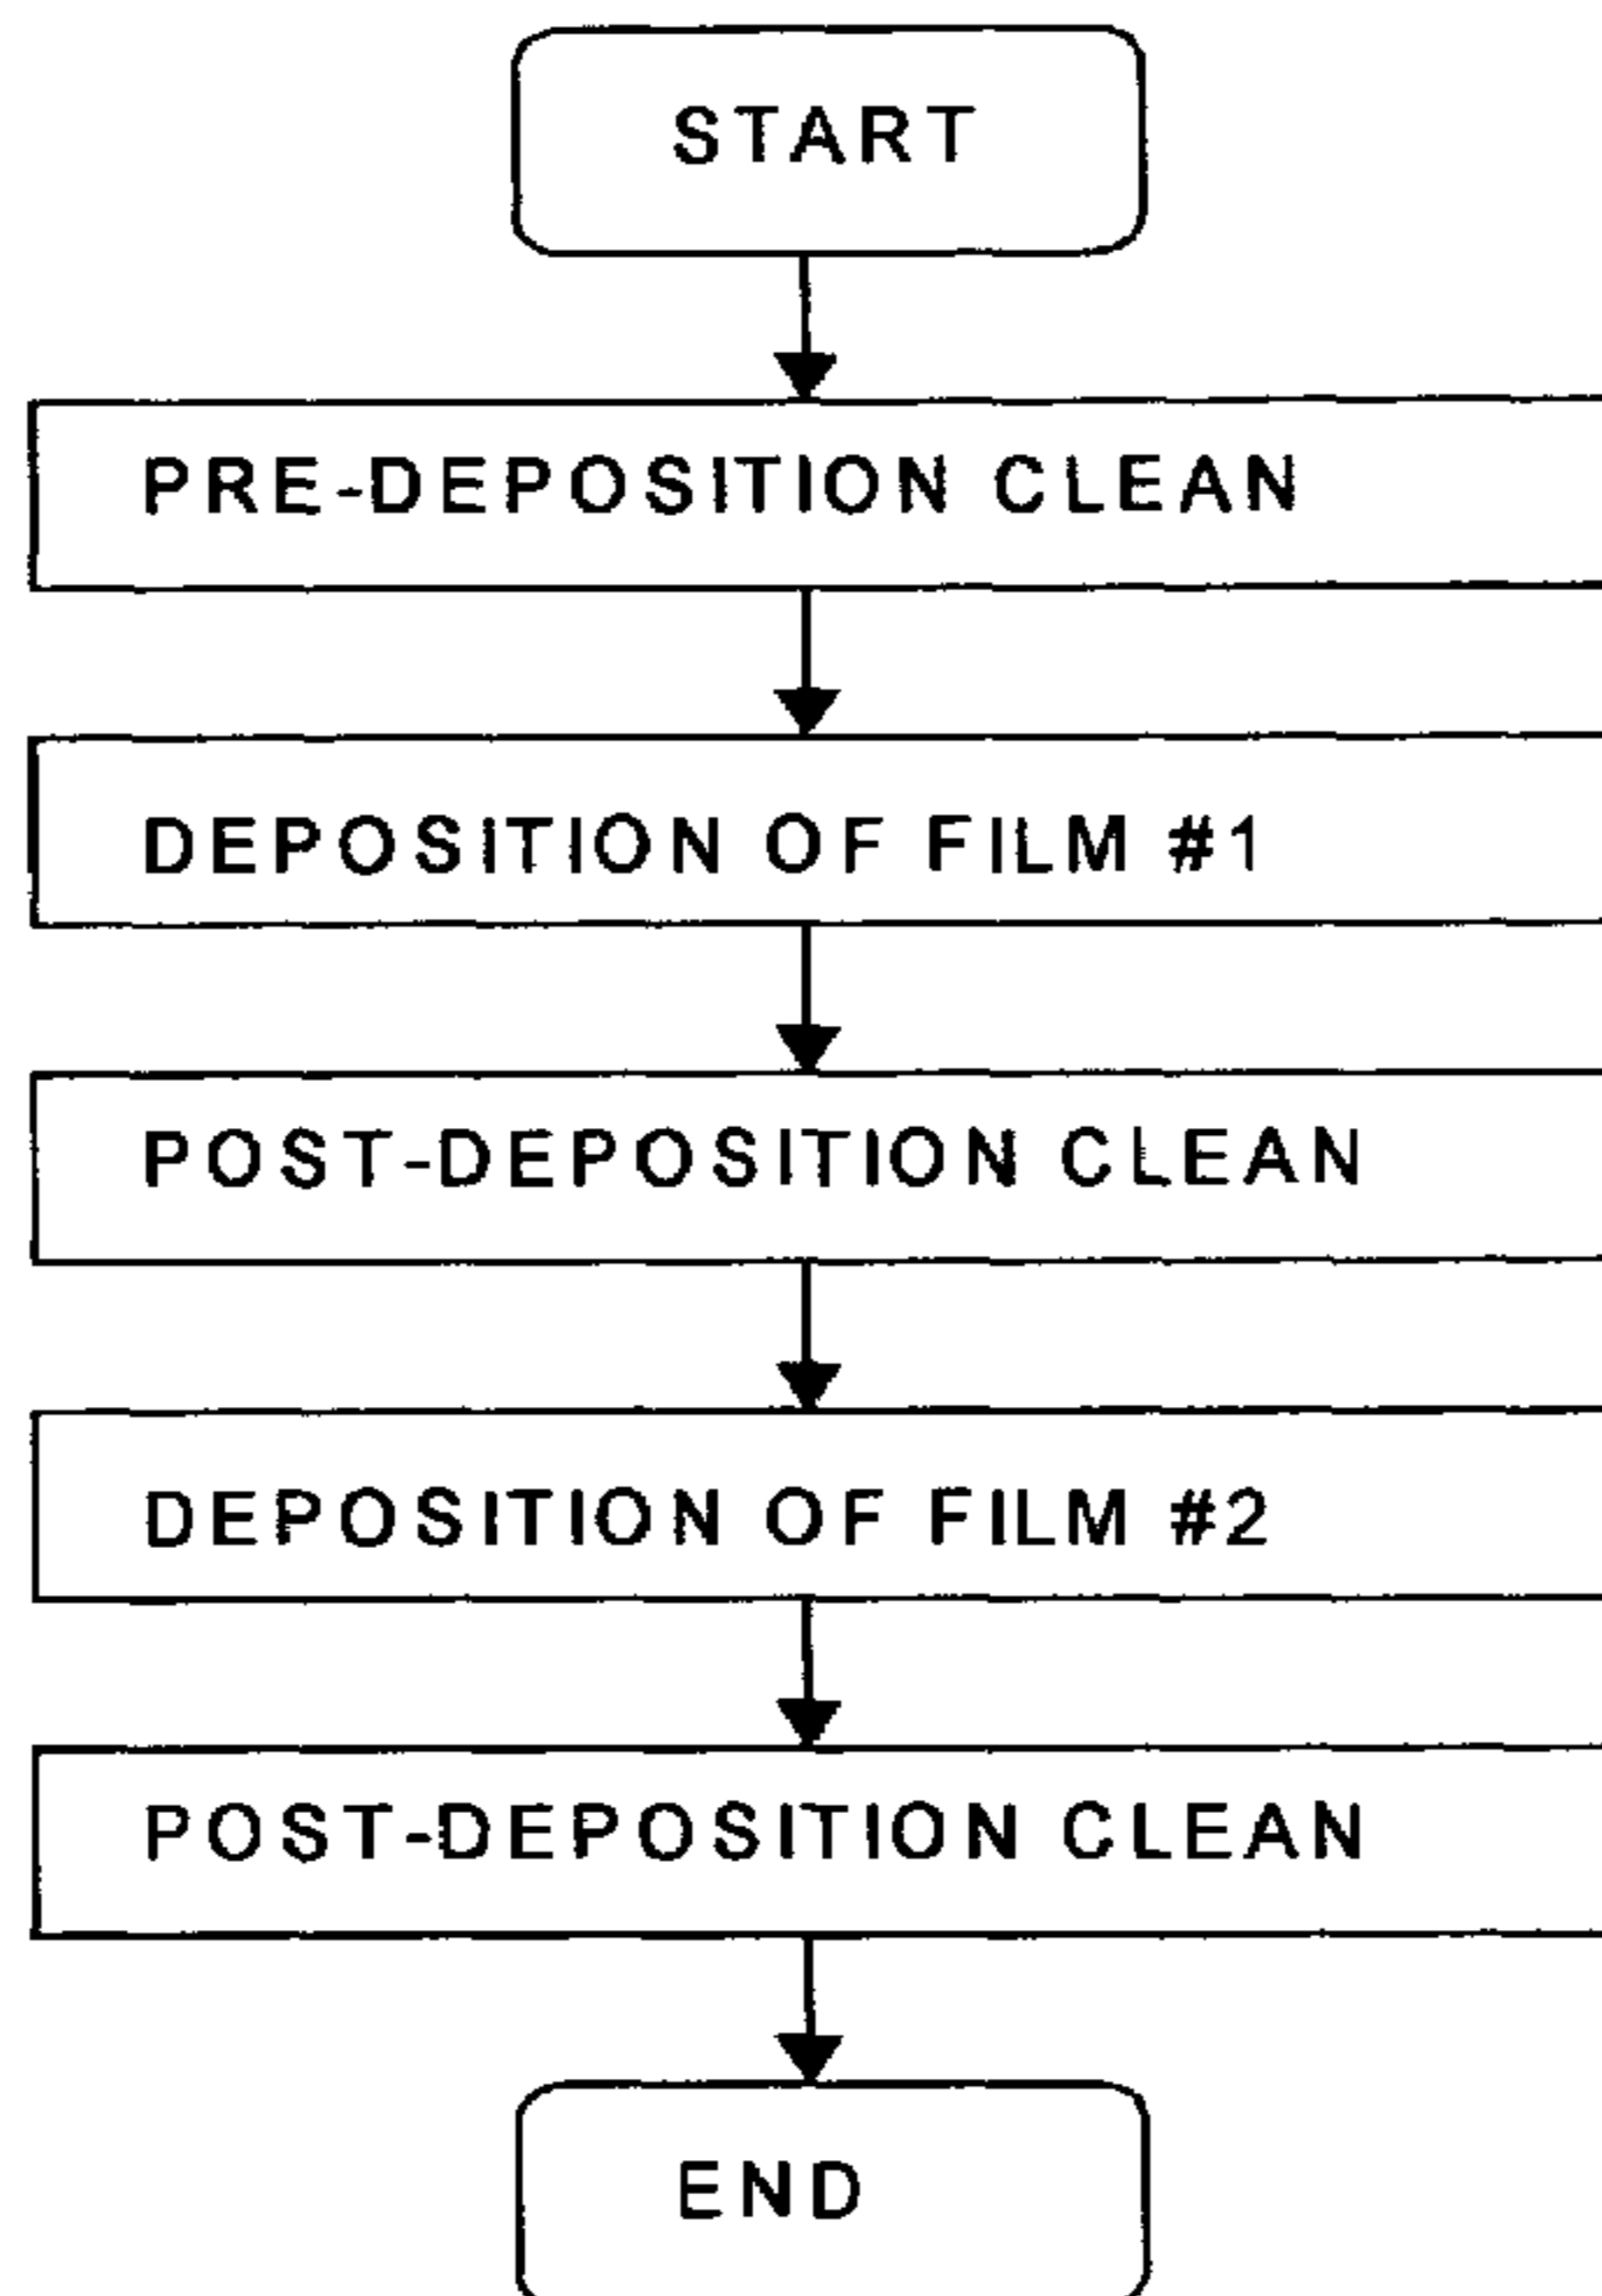 START
PRE-DEPOSITION CLEAN
DEPOSITION OF FILM #1
POST-DEPOSITION CLEAN
DEPOSITION OF FILM #2
POST-DEPOSITION CLEAN
END